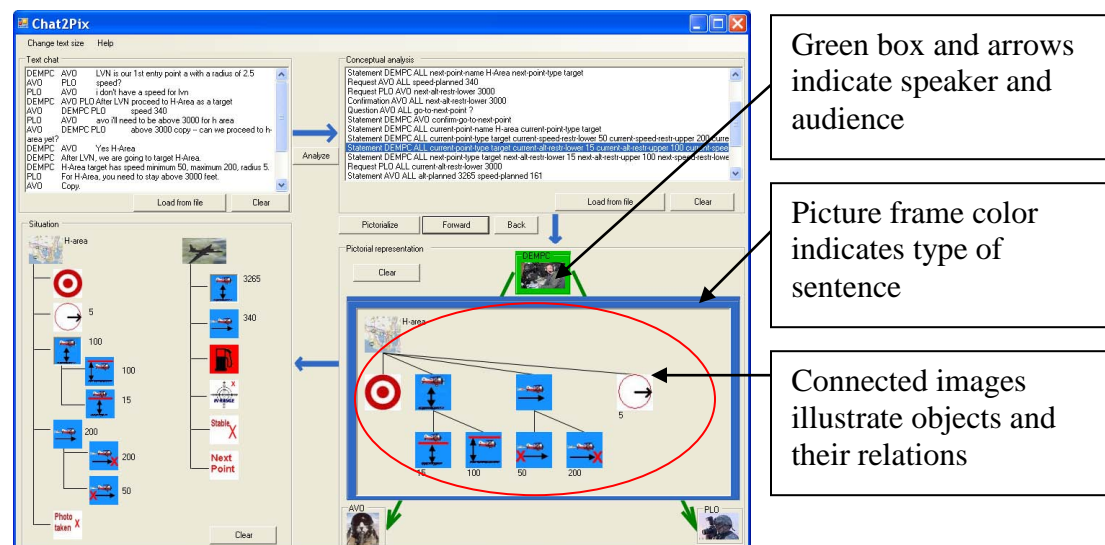 Chat2Pix
Change text size Help
Text chat
DEMPC AVO LVN is our 1st entry point a with a radius of 2.5
AVO PLO speed?
PLO AVO i don't have a speed for lvn
DEMPC AVO PLO After LVN proceed to H-Area as a target
AVO DEMPC PLO speed 340
PLO AVO avo i'll need to be above 3000 for h area
AVO DEMPC PLO above 3000 copy – can we proceed to h-
area yet?
DEMPC AVO Yes H-Area
DEMPC After LVN, we are going to target H-Area.
DEMPC H-Area target has speed minimum 50, maximum 200, radius 5.
PLO For H-Area, you need to stay above 3000 feet.
AVO Copy.
Load from file Clear
Analyze
Conceptual analysis
Statement DEMPC ALL next-point-name H-Area next-point-type target
Request AVO ALL speed-planned 340
Request PLO AVO next-alt-restr-lower 3000
Confirmation AVO ALL next-alt-restr-lower 3000
Question AVO ALL go-to-next-point ?
Statement DEMPC AVO confirm-go-to-next-point
Statement DEMPC ALL current-point-name H-area current-point-type target
Statement DEMPC ALL current-point-type target current-speed-restr-lower 50 current-speed-restr-upper 200 curre
Statement DEMPC ALL current-point-type target current-alt-restr-lower 15 current-alt-restr-upper 100 current-spee
Statement DEMPC ALL next-point-type target next-alt-restr-lower 15 next-alt-restr-upper 100 next-speed-restr-lowe
Request PLO ALL current-alt-restr-lower 3000
Statement AVO ALL alt-planned 3265 speed-planned 161
Load from file Clear
Pictorialize Forward Back
Situation
H-area
5
100
100
15
200
200
50
Photo
taken X
3265
340
X
IN-RANGE
Stable X
Next
Point
Clear
Pictorial representation
Clear
DEMPC
H-area
5
15 100 50 200
AVO
PLO
Green box and arrows
indicate speaker and
audience
Picture frame color
indicates type of
sentence
Connected images
illustrate objects and
their relations